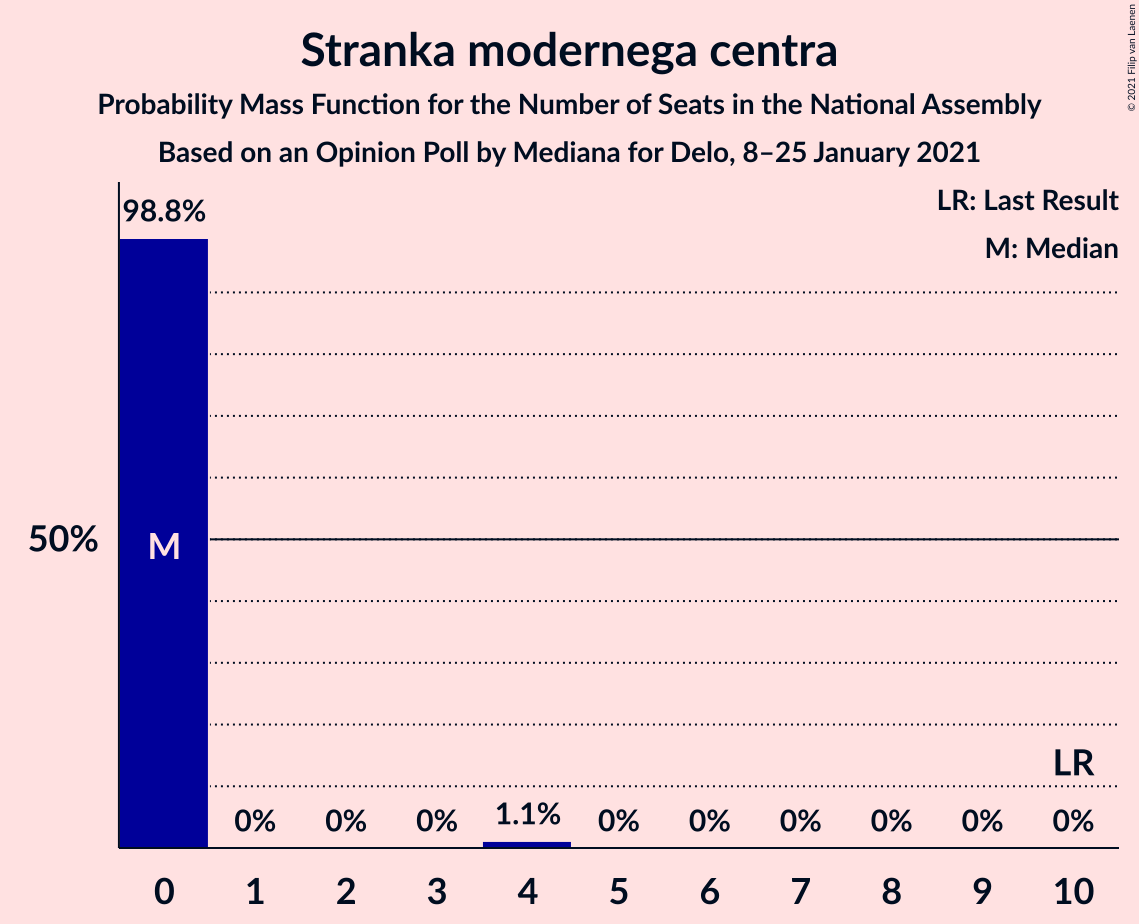 Stranka modernega centra
Probability Mass Function for the Number of Seats in the National Assembly
Based on an Opinion Poll by Mediana for Delo, 8–25 January 2021
© 2021 Filip van Laenen
LR: Last Result
M: Median
98.8%
50%
M
LR
0% 0% 0% 1.1% 0% 0% 0% 0% 0% 0%
0 1 2 3 4 5 6 7 8 9 10